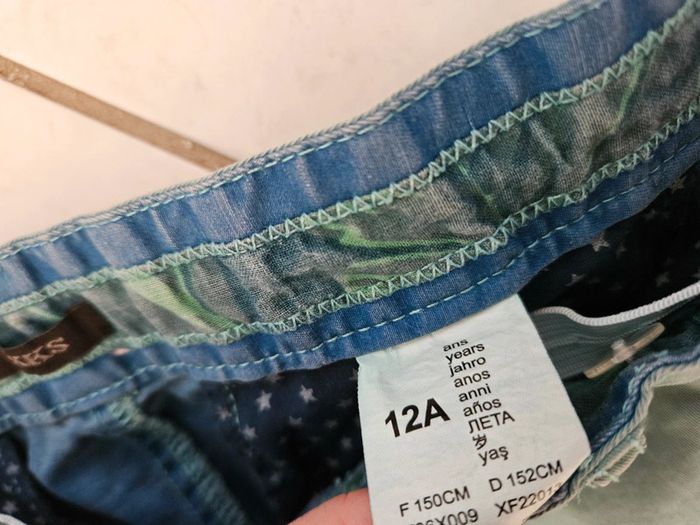 12A
ans
years
jahro
anos
anni
años
ЛЕТА
岁
yaş
F 150CM D 152CM